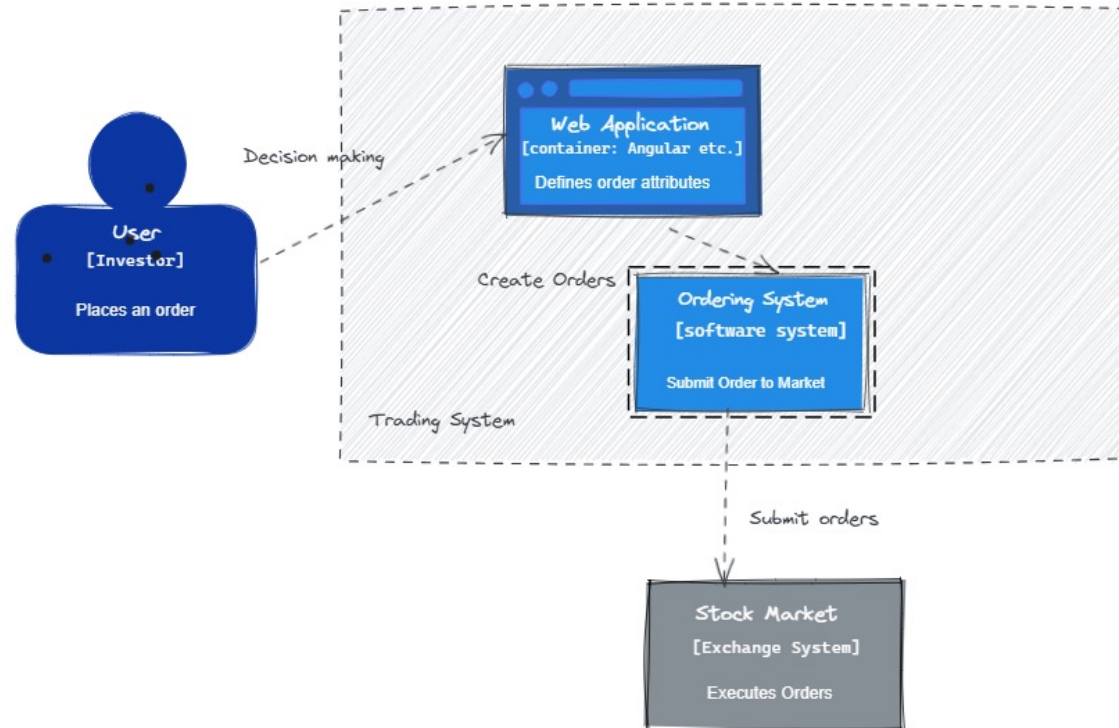 Decision making
User
[Investor]
Places an order
Web Application
[container: Angular etc.]
Defines order attributes
Create Orders
Ordering System
[software system]
Submit Order to Market
Trading System
Submit orders
Stock Market
[Exchange System]
Executes Orders